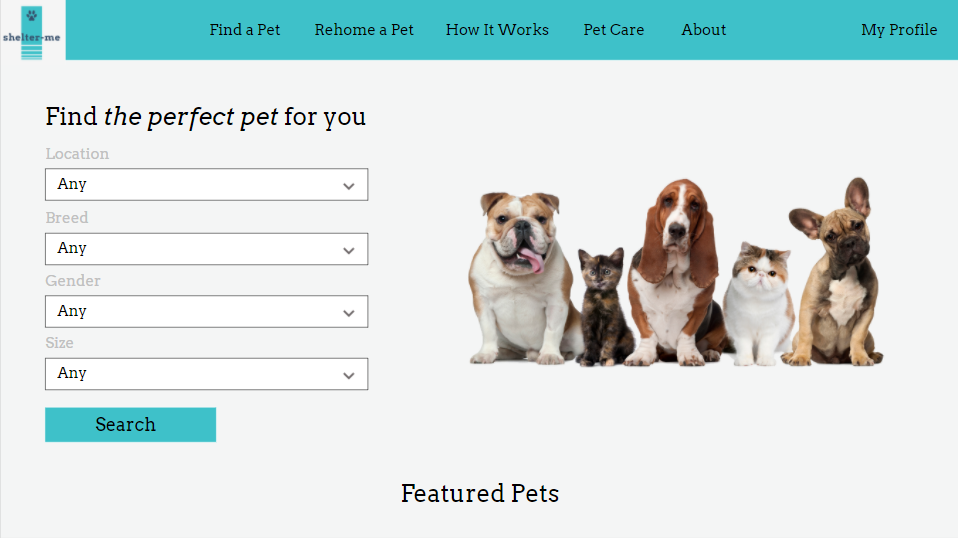 shelter-me
Find a Pet
Rehome a Pet
How It Works
Pet Care
About
My Profile
Find the perfect pet for you
Location
Any
Breed
Any
Gender
Any
Size
Any
Search
Featured Pets